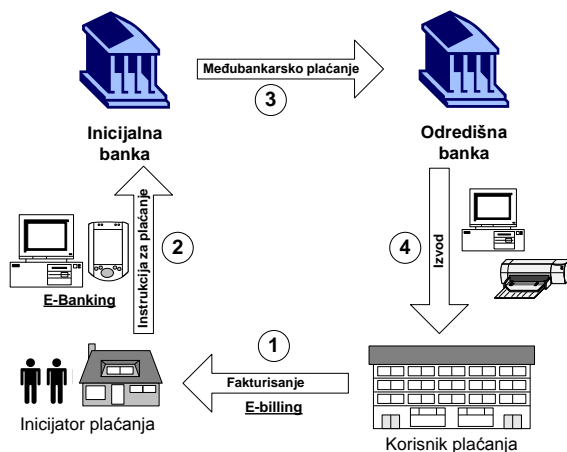 Međubankarsko plaćanje
3
Inicijalna
banka
Odredišna
banka
Instrukcija za plaćanje
2
E-Banking
4
Izvod
1
Fakturisanje
E-billing
Inicijator plaćanja
Korisnik plaćanja